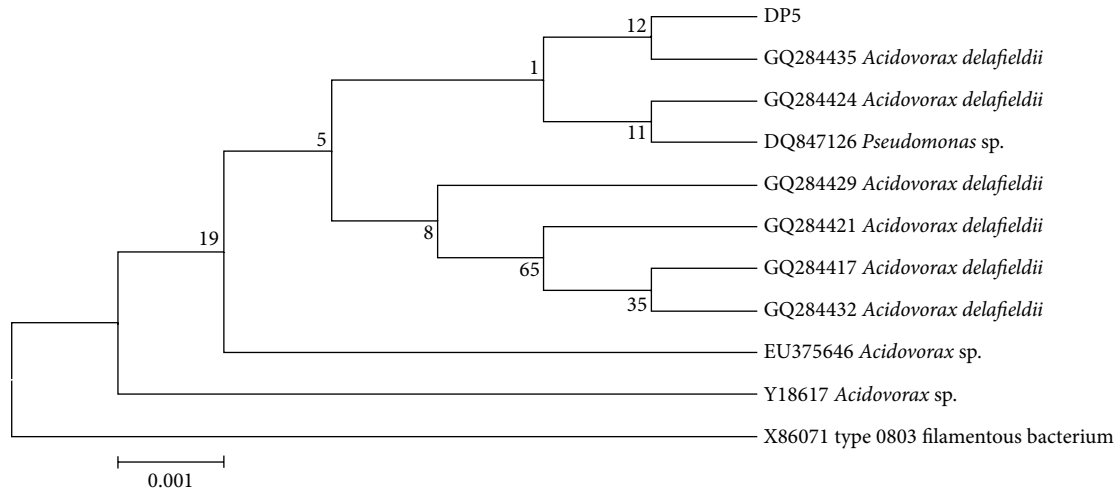 DP5
12
GQ284435 Acidovorax delafieldii
1
GQ284424 Acidovorax delafieldii
11
DQ847126 Pseudomonas sp.
5
GQ284429 Acidovorax delafieldii
8
GQ284421 Acidovorax delafieldii
65
GQ284417 Acidovorax delafieldii
35
GQ284432 Acidovorax delafieldii
19
EU375646 Acidovorax sp.
Y18617 Acidovorax sp.
X86071 type 0803 filamentous bacterium
0.001